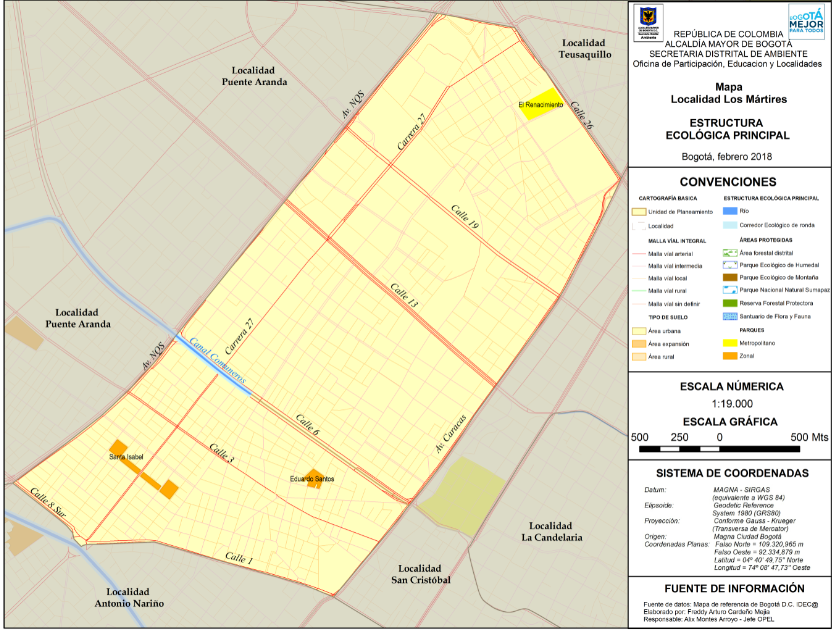 Localidad
Teusaquillo
Localidad
Puente Aranda
Av. NQS
Carrera 27
El Renacimiento
Calle 26
Calle 19
Calle 13
Localidad
Puente Aranda
Av. NQS
Carrera 27
Canal Comuneros
Calle 6
Av. Caracas
Calle 3
Santa Isabel
Eduardo Santos
Calle 8 Sur
Calle 1
Localidad
La Candelaria
Localidad
San Cristóbal
Localidad
Antonio Nariño
BOGOTÁ
MEJOR
PARA TODOS
REPÚBLICA DE COLOMBIA
ALCALDÍA MAYOR DE BOGOTÁ
SECRETARIA DISTRITAL DE AMBIENTE
Oficina de Participación, Educacion y Localidades
Mapa
Localidad Los Mártires
ESTRUCTURA
ECOLÓGICA PRINCIPAL
Bogotá, febrero 2018
CONVENCIONES
CARTOGRAFÍA BASICA
Unidad de Planeamiento
Localidad
MALLA VÍAL INTEGRAL
Malla vial arterial
Malla vial intermedia
Malla vial local
Malla vial rural
Malla vial sin definir
TIPO DE SUELO
Área urbana
Área expansión
Área rural
ESTRUCTURA ECOLÓGICA PRINCIPAL
Río
Corredor Ecológico de ronda
ÁREAS PROTEGIDAS
Área forestal distrital
Parque Ecológico de Humedal
Parque Ecológico de Montaña
Parque Nacional Natural Sumapaz
Reserva Forestal Protectora
Santuario de Flora y Fauna
PARQUES
Metropolitano
Zonal
ESCALA NÚMERICA
1:19.000
ESCALA GRÁFICA
500 250 0 500 Mts
SISTEMA DE COORDENADAS
Datum: MAGNA - SIRGAS
(equivalente a WGS 84)
Elipsoide: Geodetic Reference
System 1980 (GRS80)
Proyección: Conforme Gauss - Krueger
(Transversa de Mercator)
Origen: Magna Ciudad Bogotá
Coordenadas Planas: Falso Norte = 109.320,965 m
Falso Oeste = 92.334,879 m
Latitud = 04º 40' 49,75" Norte
Longitud = 74º 08' 47,73" Oeste
FUENTE DE INFORMACIÓN
Fuente de datos: Mapa de referencia de Bogotá D.C. IDEC@
Elaborado por: Freddy Arturo Cardeño Mejia
Responsable: Alix Montes Arroyo - Jefe OPEL